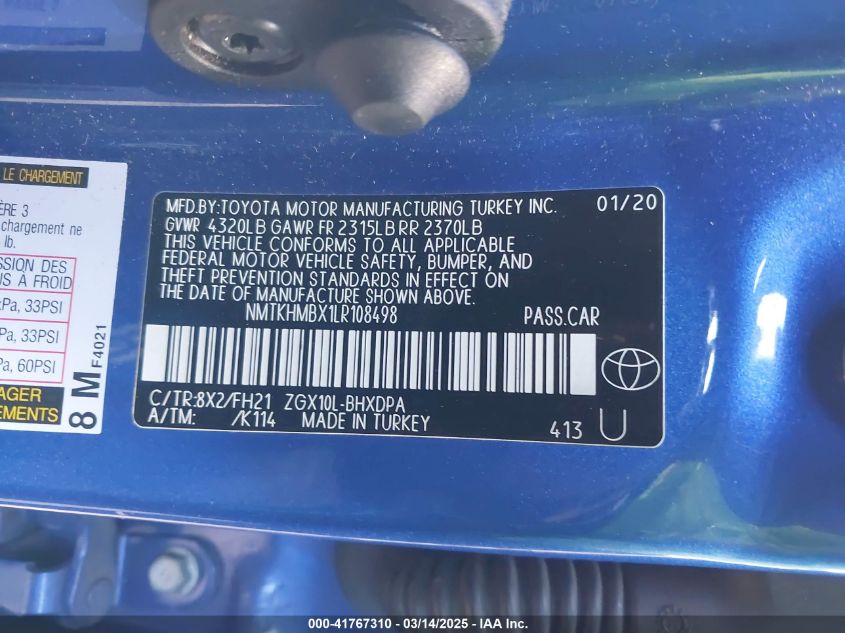 LE CHARGEMENT
ÈRE 3
chargement ne
lb.
SSION DES
S À FROID
kPa, 33PSI
Pa, 33PSI
Pa, 60PSI
AGER
EMENTS
8 M F4021
MFD.BY:TOYOTA MOTOR MANUFACTURING TURKEY INC. 01/20
GVWR 4320LB GAWR FR 2315LB RR 2370LB
THIS VEHICLE CONFORMS TO ALL APPLICABLE
FEDERAL MOTOR VEHICLE SAFETY, BUMPER, AND
THEFT PREVENTION STANDARDS IN EFFECT ON
THE DATE OF MANUFACTURE SHOWN ABOVE.
NMTKHMBX1LR108498 PASS.CAR
C/TR:8X2/FH21 ZGX10L-BHXDPA
A/TM: /K114 MADE IN TURKEY
413 U
000-41767310 - 03/14/2025 - IAA Inc.